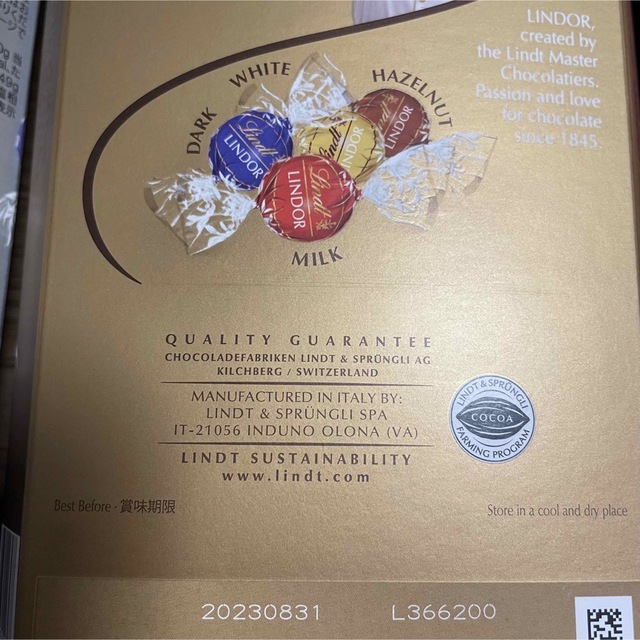 LINDOR,
created by
the Lindt Master
Chocolatiers.
Passion and love
for chocolate
since 1845.
DARK
WHITE
HAZELNUT
Lindt
LINDOR
Lindt
LINDOR
LINDOR
Lindt
LINDOR
MILK
QUALITY GUARANTEE
CHOCOLADEFABRIKEN LINDT & SPRÜNGLI AG
KILCHBERG / SWITZERLAND
MANUFACTURED IN ITALY BY:
LINDT & SPRÜNGLI SPA
IT-21056 INDUNO OLONA (VA)
LINDT SUSTAINABILITY
www.lindt.com
LINDT & SPRÜNGLI
COCOA
FARMING PROGRAM
Best Before - 賞味期限
Store in a cool and dry place
20230831 L366200